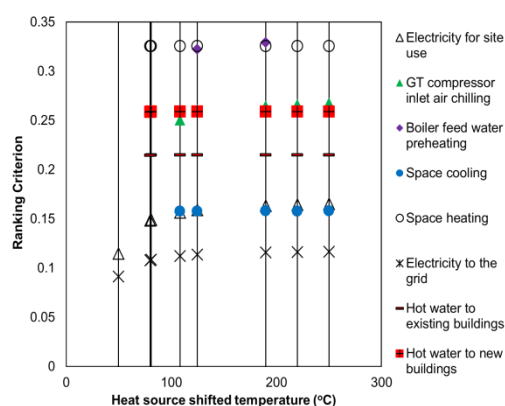 0.35
0.3
0.25
0.2
0.15
0.1
0.05
0
0
100
200
300
Ranking Criterion
Heat source shifted temperature (ºC)
Electricity for site
use
GT compressor
inlet air chilling
Boiler feed water
preheating
Space cooling
Space heating
Electricity to the
grid
Hot water to
existing buildings
Hot water to new
buildings